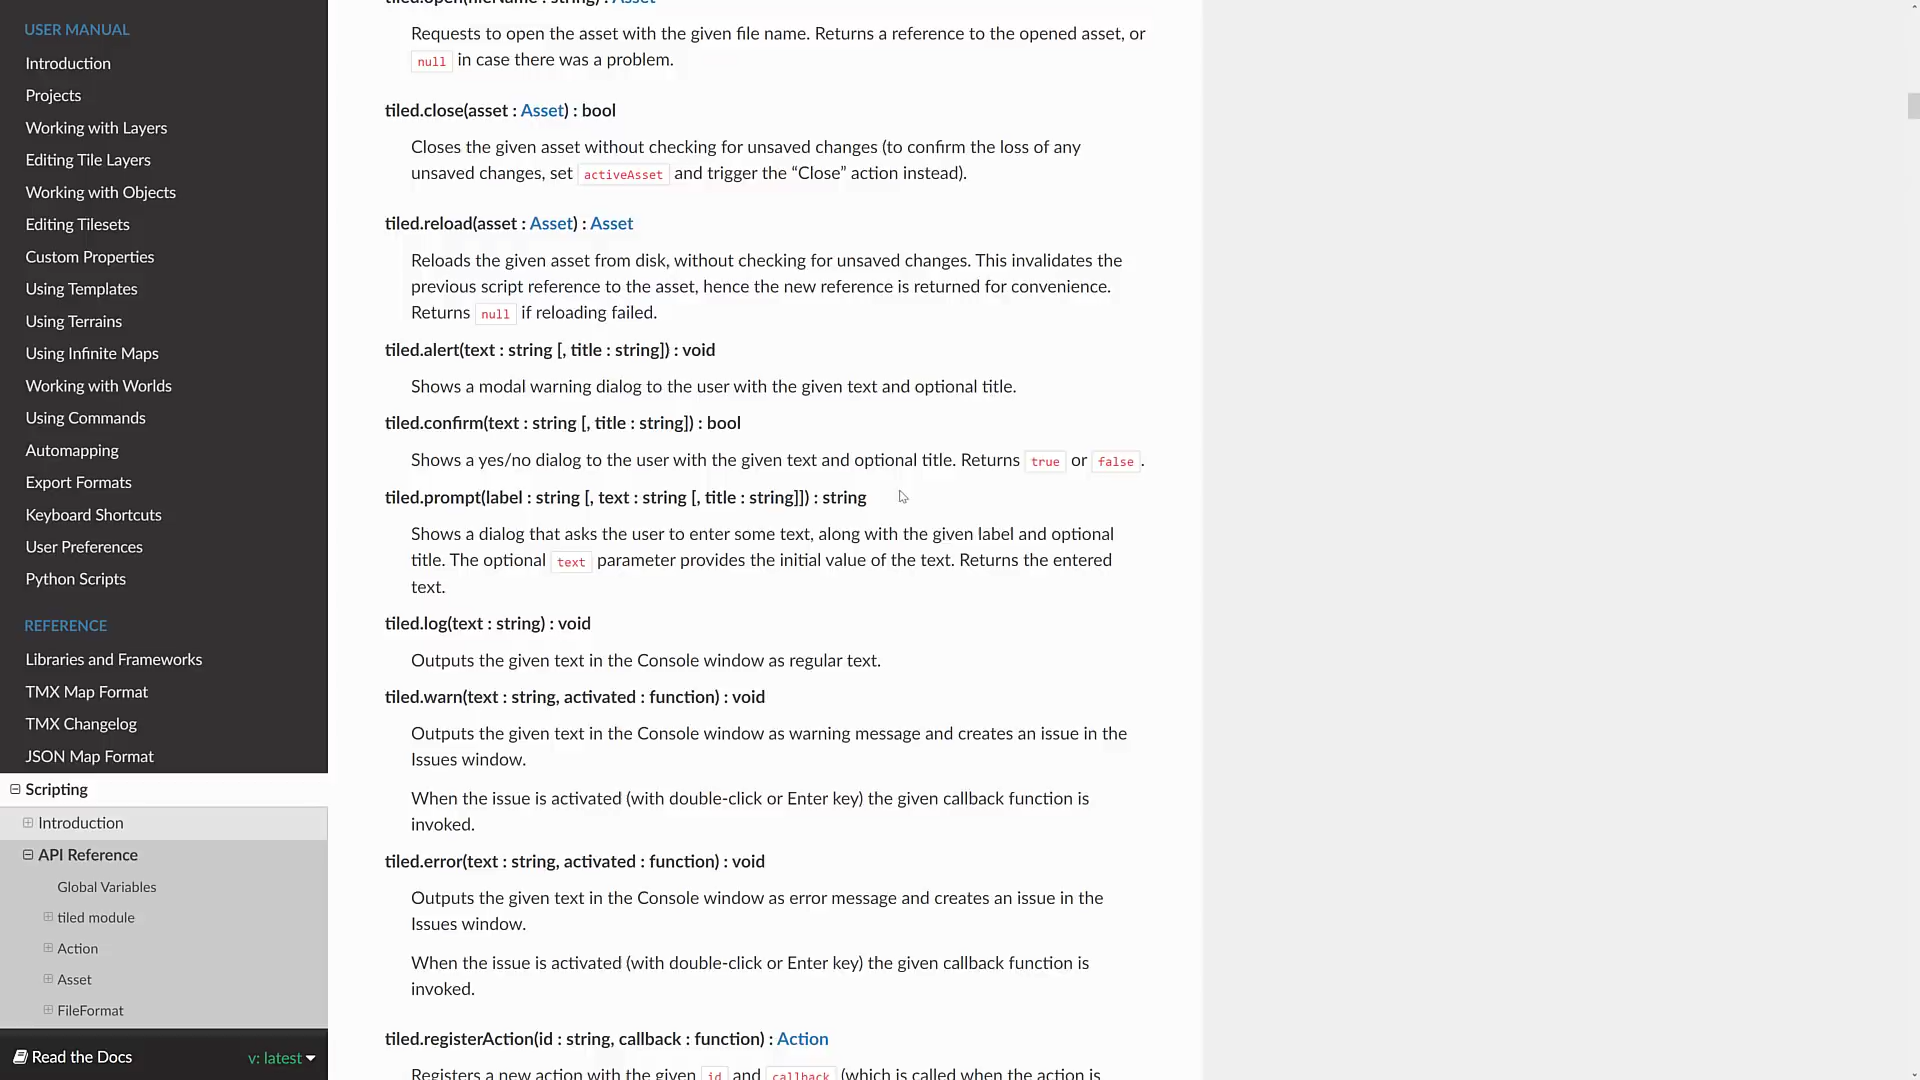 USER MANUAL
Introduction
Projects
Working with Layers
Editing Tile Layers
Working with Objects
Editing Tilesets
Custom Properties
Using Templates
Using Terrains
Using Infinite Maps
Working with Worlds
Using Commands
Automapping
Export Formats
Keyboard Shortcuts
User Preferences
Python Scripts
REFERENCE
Libraries and Frameworks
TMX Map Format
TMX Changelog
JSON Map Format
Scripting
Introduction
API Reference
Global Variables
tiled module
Action
Asset
FileFormat
Read the Docs
v: latest
tiled.open(fileName : string) : Asset
Requests to open the asset with the given file name. Returns a reference to the opened asset, or
null in case there was a problem.
tiled.close(asset : Asset) : bool
Closes the given asset without checking for unsaved changes (to confirm the loss of any
unsaved changes, set activeAsset and trigger the “Close” action instead).
tiled.reload(asset : Asset) : Asset
Reloads the given asset from disk, without checking for unsaved changes. This invalidates the
previous script reference to the asset, hence the new reference is returned for convenience.
Returns null if reloading failed.
tiled.alert(text : string [, title : string]) : void
Shows a modal warning dialog to the user with the given text and optional title.
tiled.confirm(text : string [, title : string]) : bool
Shows a yes/no dialog to the user with the given text and optional title. Returns true or false.
tiled.prompt(label : string [, text : string [, title : string]]) : string
Shows a dialog that asks the user to enter some text, along with the given label and optional
title. The optional text parameter provides the initial value of the text. Returns the entered
text.
tiled.log(text : string) : void
Outputs the given text in the Console window as regular text.
tiled.warn(text : string, activated : function) : void
Outputs the given text in the Console window as warning message and creates an issue in the
Issues window.
When the issue is activated (with double-click or Enter key) the given callback function is
invoked.
tiled.error(text : string, activated : function) : void
Outputs the given text in the Console window as error message and creates an issue in the
Issues window.
When the issue is activated (with double-click or Enter key) the given callback function is
invoked.
tiled.registerAction(id : string, callback : function) : Action
Registers a new action with the given id and callback (which is called when the action is